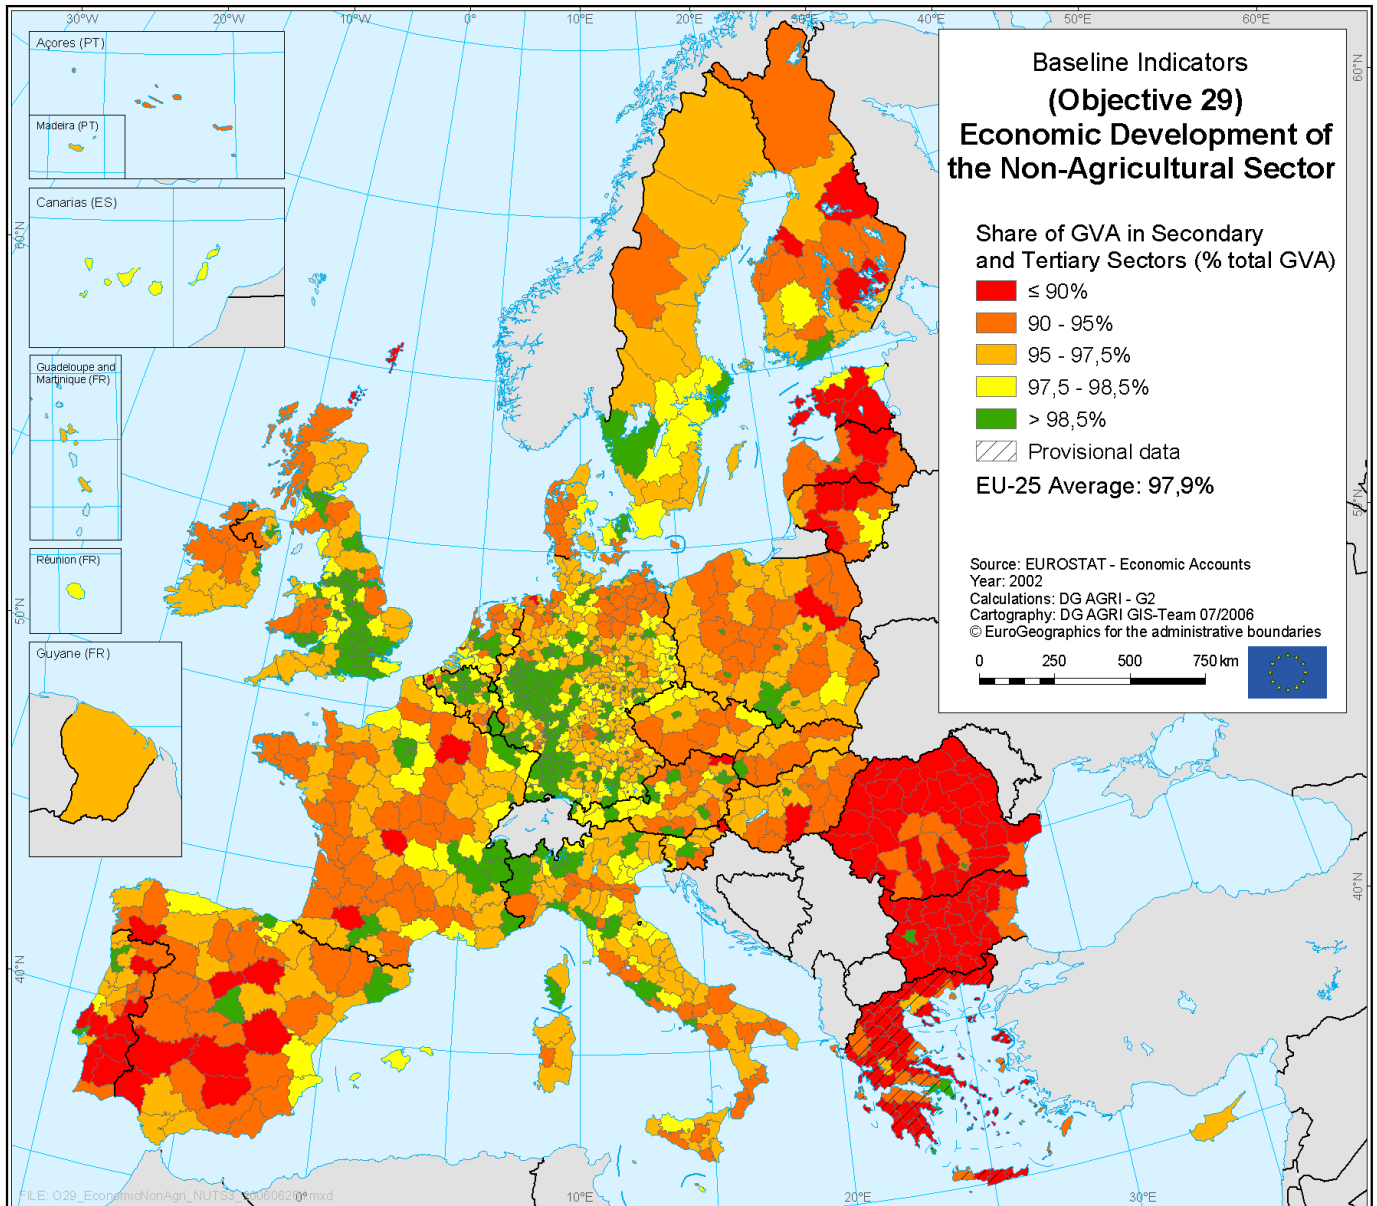 30°W 20°W 10°W 0° 10°E 20°E 30°E 40°E 50°E 60°E
Açores (PT)
Madeira (PT)
Canarias (ES)
Guadeloupe and
Martinique (FR)
Réunion (FR)
Guyane (FR)
60°N
50°N
40°N
Baseline Indicators
(Objective 29)
Economic Development of
the Non-Agricultural Sector
Share of GVA in Secondary
and Tertiary Sectors (% total GVA)
≤ 90%
90 - 95%
95 - 97,5%
97,5 - 98,5%
> 98,5%
Provisional data
EU-25 Average: 97,9%
Source: EUROSTAT - Economic Accounts
Year: 2002
Calculations: DG AGRI - G2
Cartography: DG AGRI GIS-Team 07/2006
© EuroGeographics for the administrative boundaries
0 250 500 750 km
60°N
50°N
40°N
0° 10°E 20°E 30°E